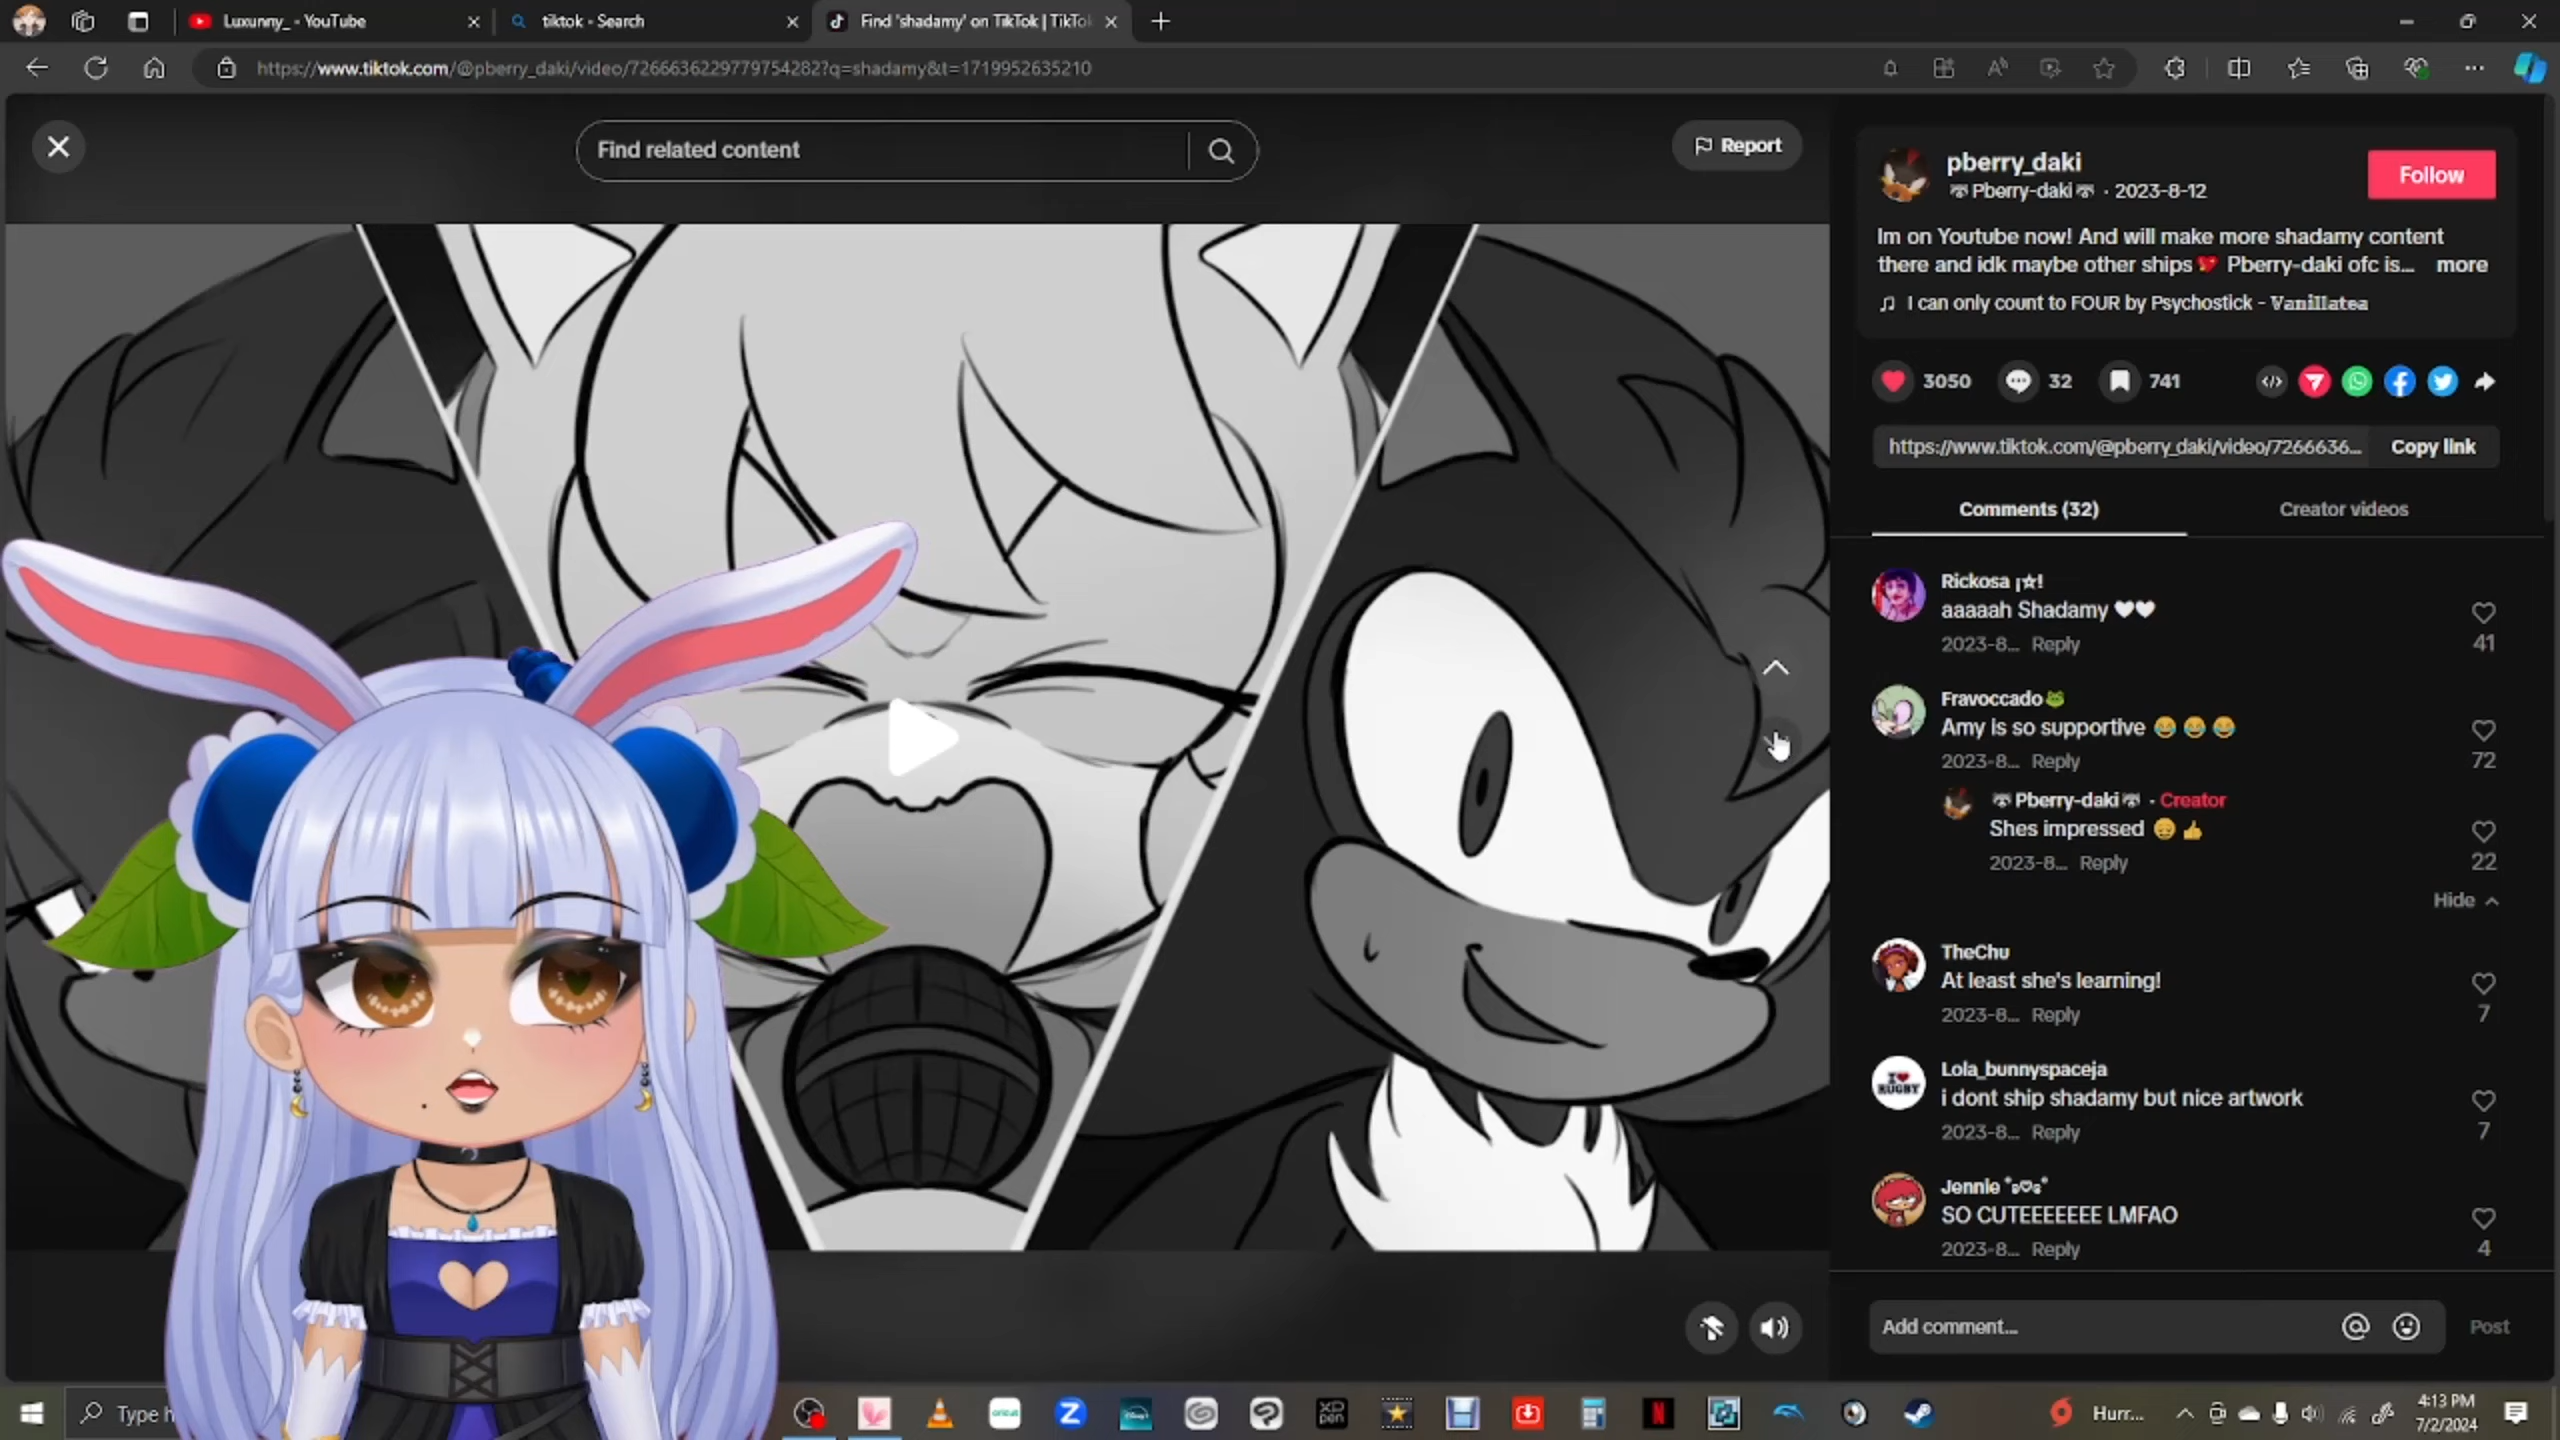 Luxunny_ - YouTube
tiktok - Search
Find 'shadamy' on TikTok | TikTo
https://www.tiktok.com/@pberry_daki/video/7266636229779754282?q=shadamy&t=1719952635210
Find related content
Report
pberry_daki
Pberry-daki · 2023-8-12
Follow
Im on Youtube now! And will make more shadamy content
there and idk maybe other ships💖 Pberry-daki ofc is... more
I can only count to FOUR by Psychostick - 𝕍anillatea
3050
32
741
https://www.tiktok.com/@pberry_daki/video/7266636...
Copy link
Comments (32)
Creator videos
Rickosa ¡☆!
aaaaah Shadamy 🤍🤍
2023-8... Reply
41
Fravoccado🐸
Amy is so supportive 😂 😂 😂
2023-8... Reply
72
Pberry-daki · Creator
Shes impressed 😔 👍
2023-8... Reply
22
Hide
TheChu
At least she's learning!
2023-8... Reply
7
Lola_bunnyspaceja
I ♥ RUGBY
i dont ship shadamy but nice artwork
2023-8... Reply
7
Jennie ˚ʚ♡ɞ˚
SO CUTEEEEEEE LMFAO
2023-8... Reply
4
Add comment...
Post
Type h
cricut
Disney+
XP
pen
N
Hurr...
4:13 PM
7/2/2024